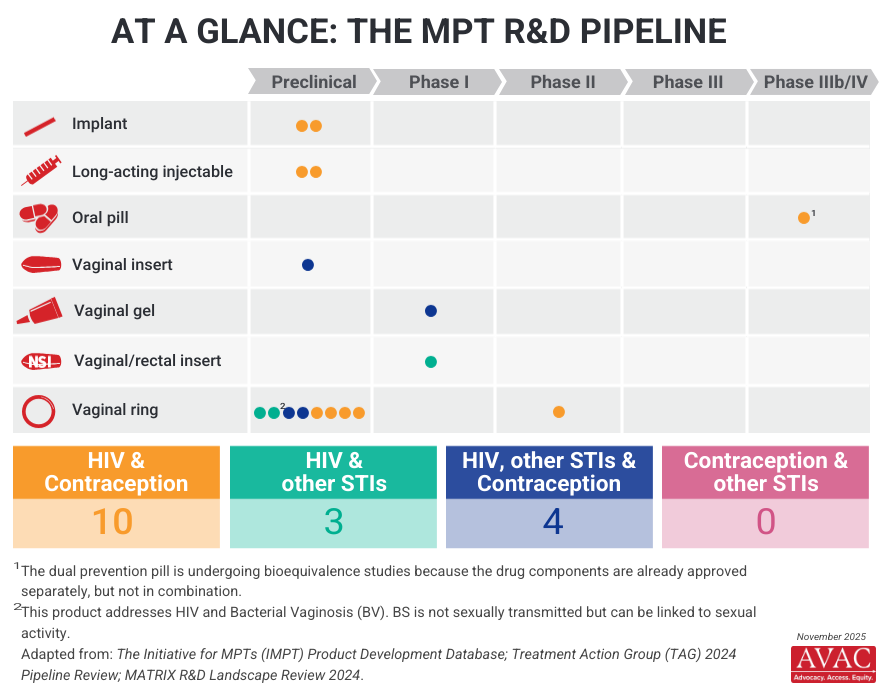 AT A GLANCE: THE MPT R&D PIPELINE
Preclinical Phase I Phase II Phase III Phase IIIb/IV
Implant
Long-acting injectable
Oral pill 1
Vaginal insert
Vaginal gel
NSI Vaginal/rectal insert
Vaginal ring 2
HIV &
Contraception
10
HIV &
other STIs
3
HIV, other STIs &
Contraception
4
Contraception &
other STIs
0
1The dual prevention pill is undergoing bioequivalence studies because the drug components are already approved
separately, but not in combination.
2This product addresses HIV and Bacterial Vaginosis (BV). BS is not sexually transmitted but can be linked to sexual
activity.
Adapted from: The Initiative for MPTs (IMPT) Product Development Database; Treatment Action Group (TAG) 2024
Pipeline Review; MATRIX R&D Landscape Review 2024.
November 2025
AVAC
Advocacy. Access. Equity.